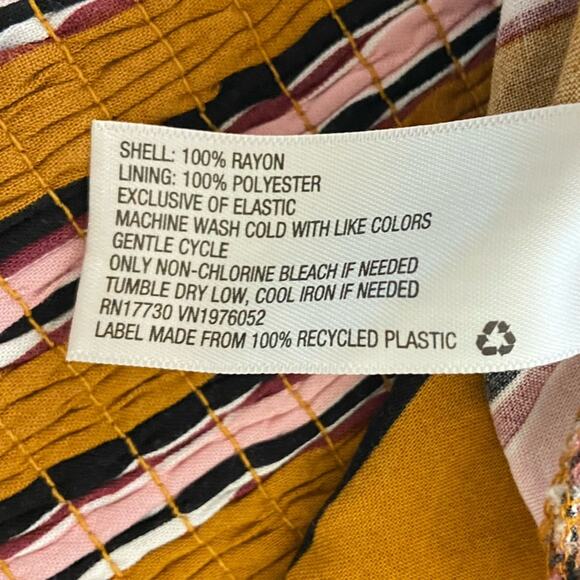 SHELL: 100% RAYON
LINING: 100% POLYESTER
EXCLUSIVE OF ELASTIC
MACHINE WASH COLD WITH LIKE COLORS
GENTLE CYCLE
ONLY NON-CHLORINE BLEACH IF NEEDED
TUMBLE DRY LOW, COOL IRON IF NEEDED
RN17730 VN1976052
LABEL MADE FROM 100% RECYCLED PLASTIC